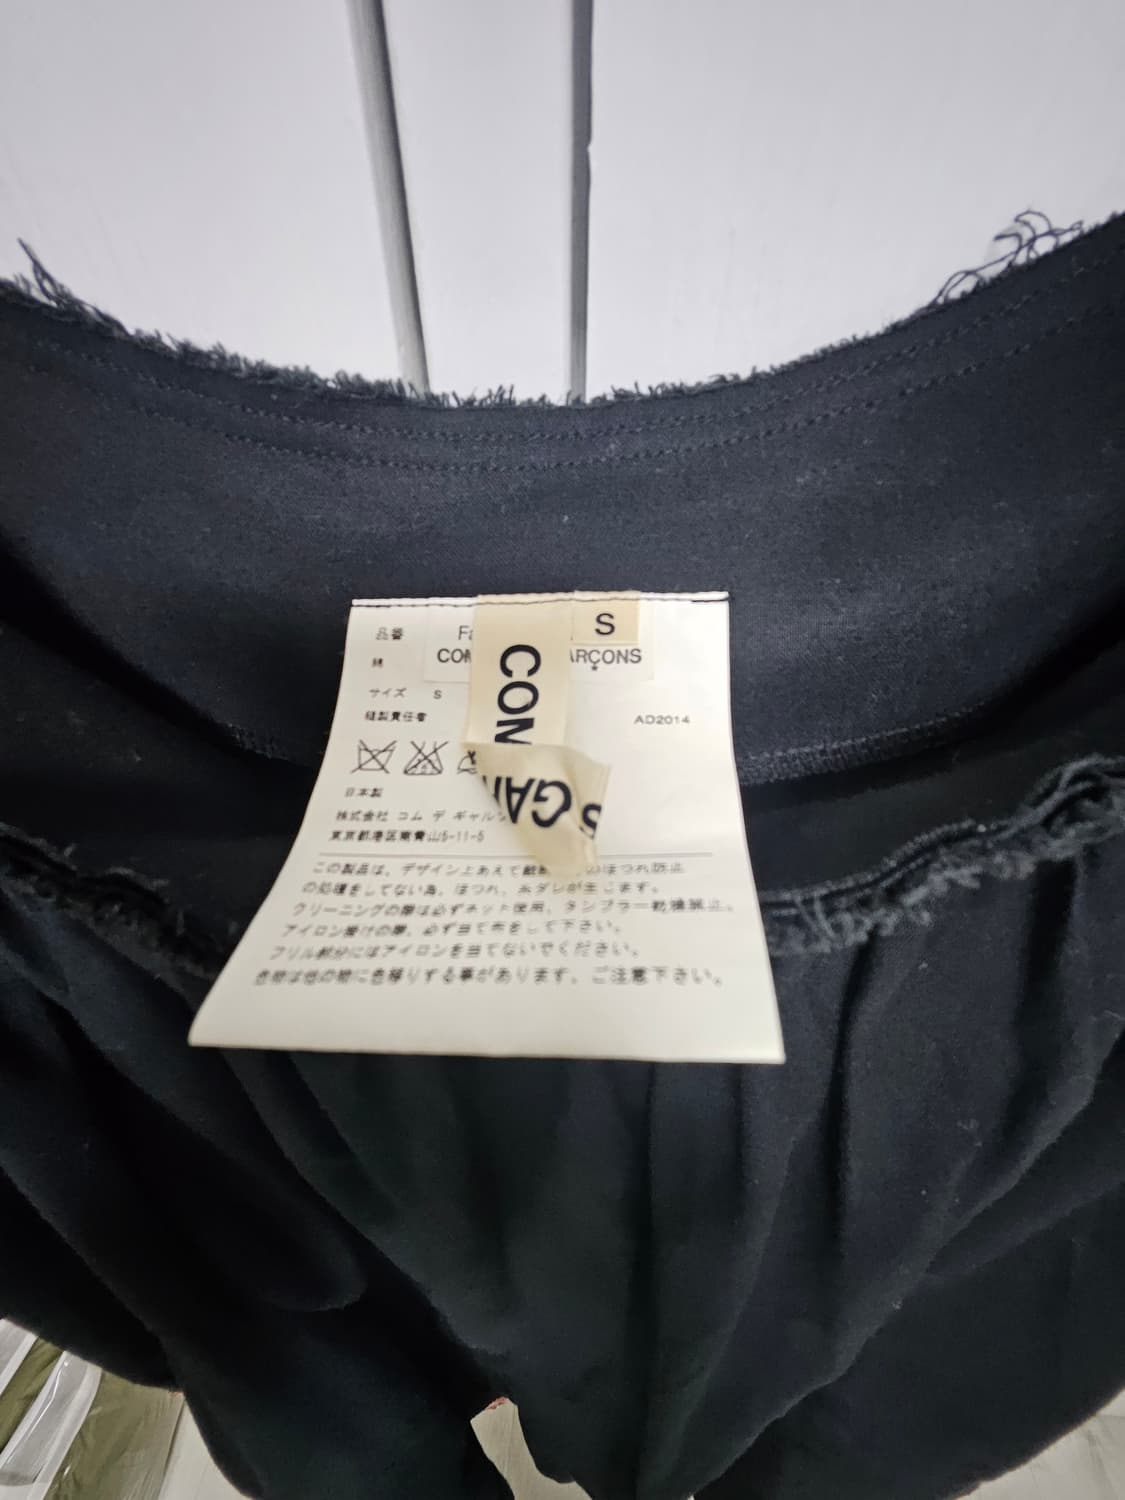 S
COM ARÇONS
COM
S GAR
品番
綿
サイズ S
縫製責任者
AD2014
日本製
株式会社 コム デ ギャルソ
東京都港区南青山5-11-5
この製品は、デザイン上あえて のほつれ防止
の処理をしてない為、ほつれ、糸ダレが生じます。
クリーニングの際は必ずネット使用、タンブラー乾燥禁止。
アイロン掛けの際、必ず当て布をして下さい。
フリル部分にはアイロンを当てないでください。
色物は他の物に色移りする事があります、ご注意下さい。